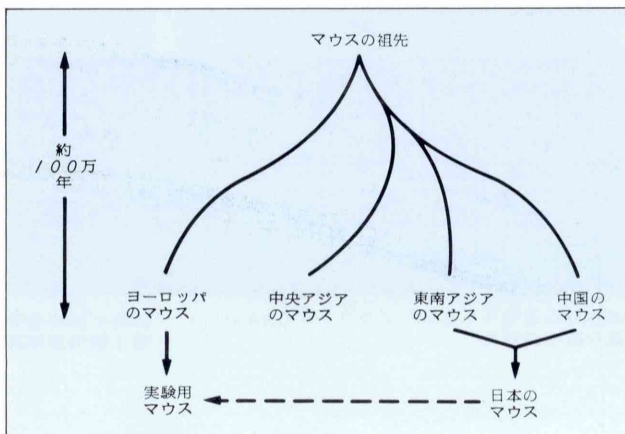 マウスの祖先
約
100万
年
ヨーロッパ
のマウス
中央アジア
のマウス
東南アジア
のマウス
中国の
マウス
実験用
マウス
日本の
マウス